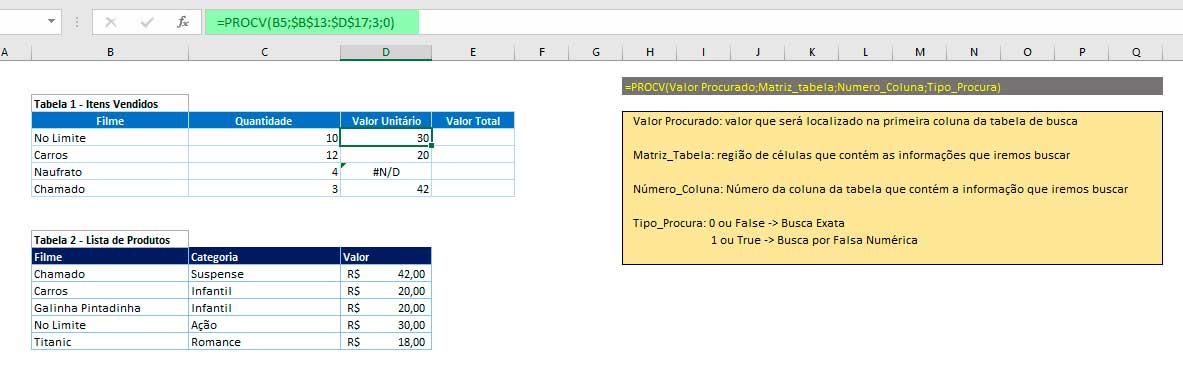 fx =PROCV(B5;$B$13:$D$17;3;0)
A B C D E F G H I J K L M N O P Q
=PROCV(Valor Procurado;Matriz_tabela;Numero_Coluna;Tipo_Procura)
Tabela 1 - Itens Vendidos
Filme Quantidade Valor Unitário Valor Total
No Limite 10 30
Carros 12 20
Naufrato 4 #N/D
Chamado 3 42
Valor Procurado: valor que será localizado na primeira coluna da tabela de busca
Matriz_Tabela: região de células que contém as informações que iremos buscar
Número_Coluna: Número da coluna da tabela que contém a informação que iremos buscar
Tipo_Procura: 0 ou False -> Busca Exata
1 ou True -> Busca por Falsa Numérica
Tabela 2 - Lista de Produtos
Filme Categoria Valor
Chamado Suspense R$ 42,00
Carros Infantil R$ 20,00
Galinha Pintadinha Infantil R$ 20,00
No Limite Ação R$ 30,00
Titanic Romance R$ 18,00